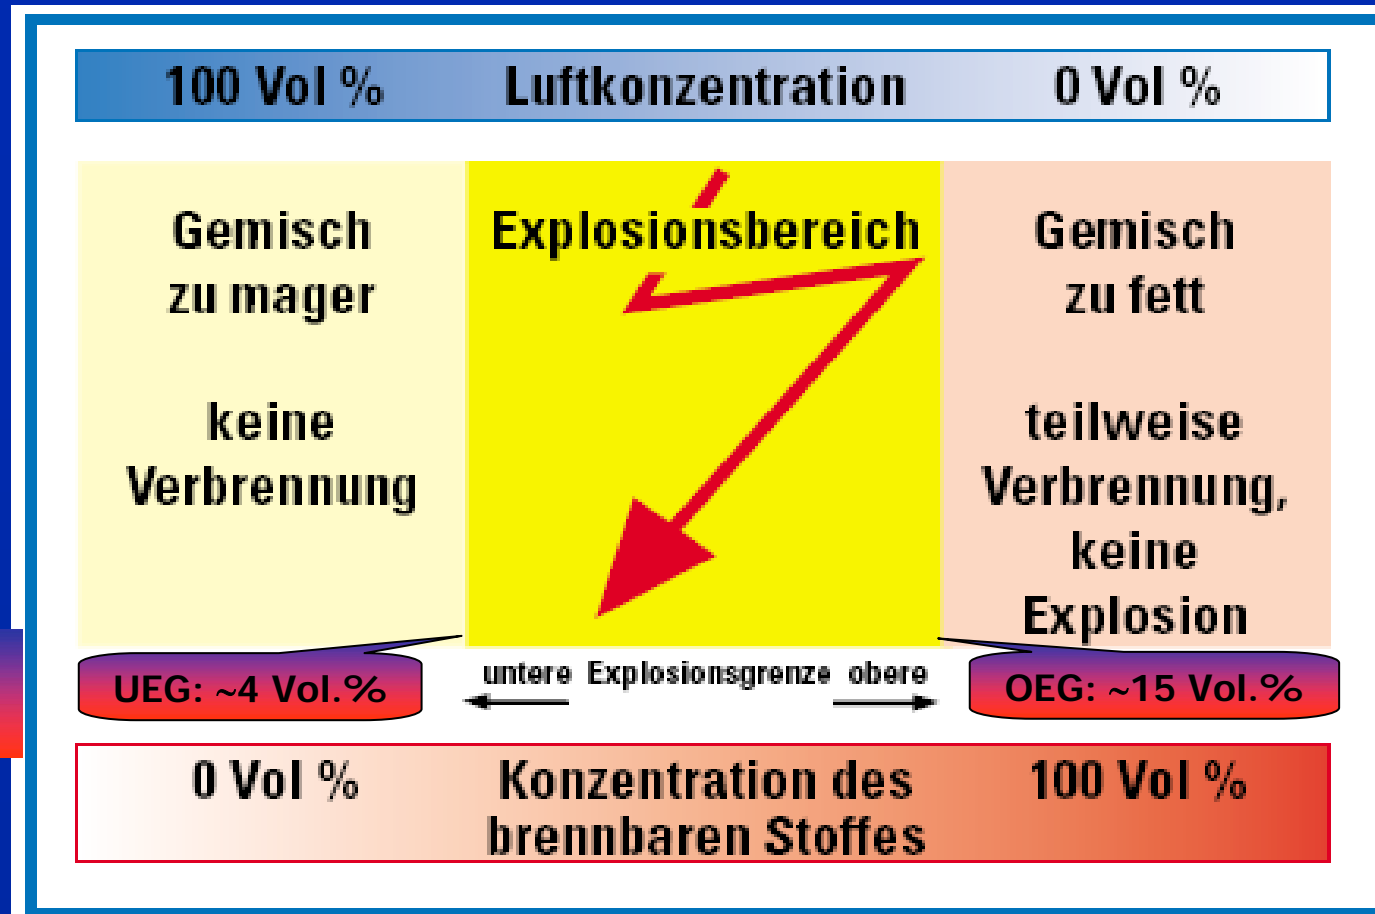 100 Vol % Luftkonzentration 0 Vol %
Gemisch
zu mager
keine
Verbrennung
Explosionsbereich
Gemisch
zu fett
teilweise
Verbrennung,
keine
Explosion
UEG: ~4 Vol.%
untere Explosionsgrenze obere
OEG: ~15 Vol.%
0 Vol % Konzentration des 100 Vol %
brennbaren Stoffes